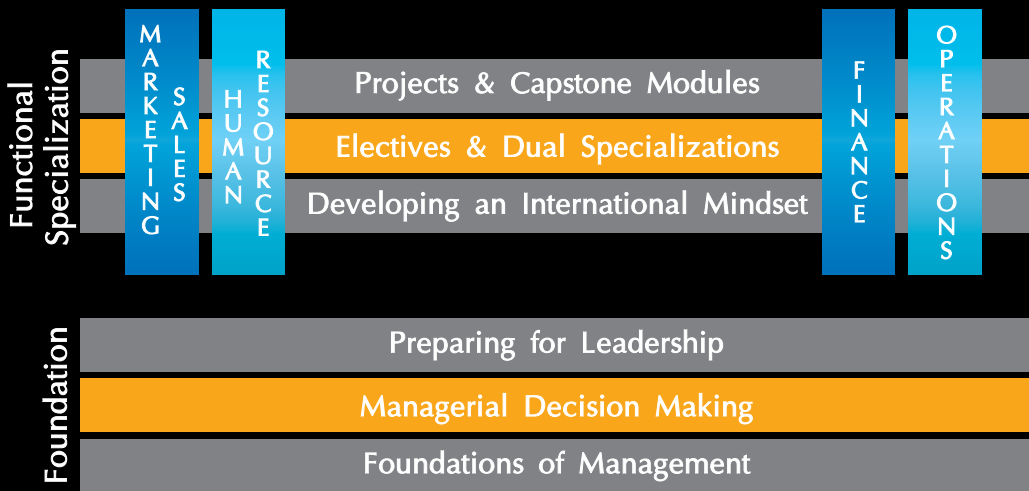 Functional
Specialization
MARKETING
SALES
HUMAN
RESOURCE
Projects & Capstone Modules
Electives & Dual Specializations
Developing an International Mindset
FINANCE
OPERATIONS
Foundation
Preparing for Leadership
Managerial Decision Making
Foundations of Management